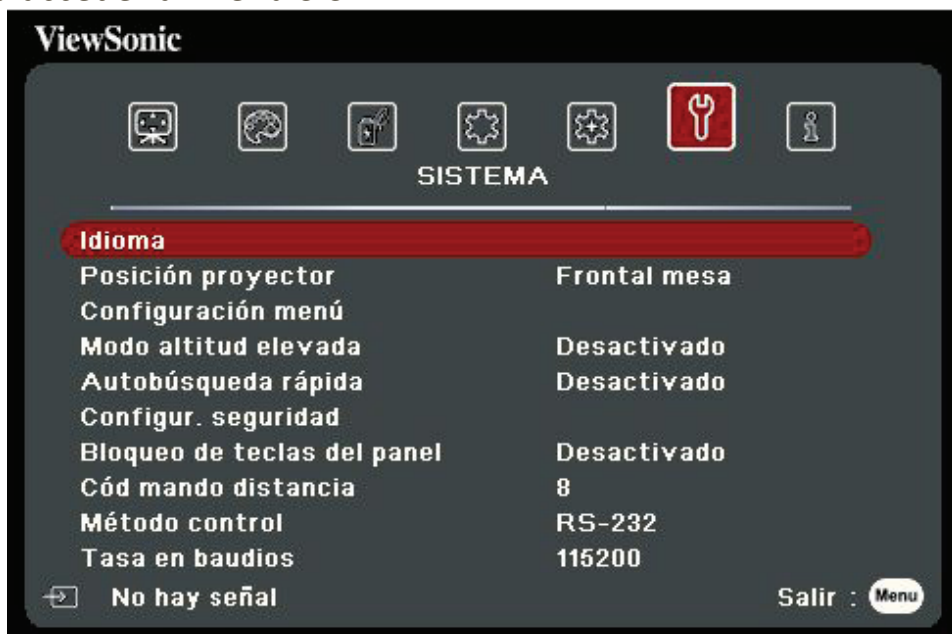 ViewSonic
SISTEMA
Idioma
Posición proyector Frontal mesa
Configuración menú
Modo altitud elevada Desactivado
Autobúsqueda rápida Desactivado
Configur. seguridad
Bloqueo de teclas del panel Desactivado
Cód mando distancia 8
Método control RS-232
Tasa en baudios 115200
No hay señal Salir : Menu